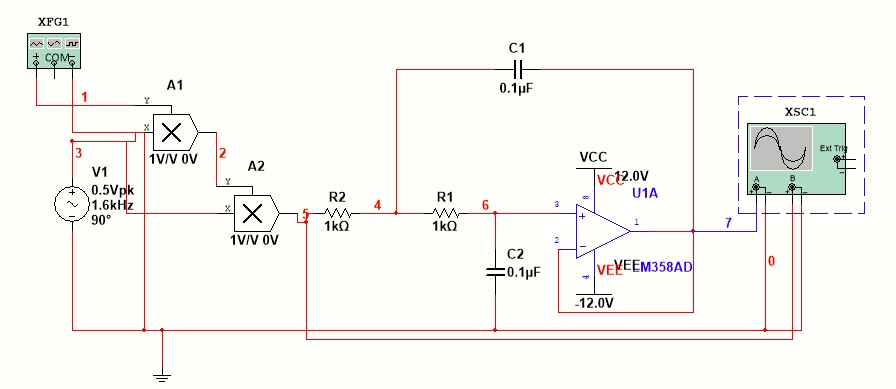 XFG1
COM
+
−
A1
1
Y
X
1V/V 0V
3
2
V1
0.5Vpk
1.6kHz
90°
A2
Y
X
1V/V 0V
5
R2
1kΩ
4
R1
1kΩ
6
C1
0.1µF
C2
0.1µF
VCC
12.0V
VCC
U1A
3
8
1
2
4
VEE
VEE
LM358AD
-12.0V
7
0
XSC1
Ext Trig
A
B